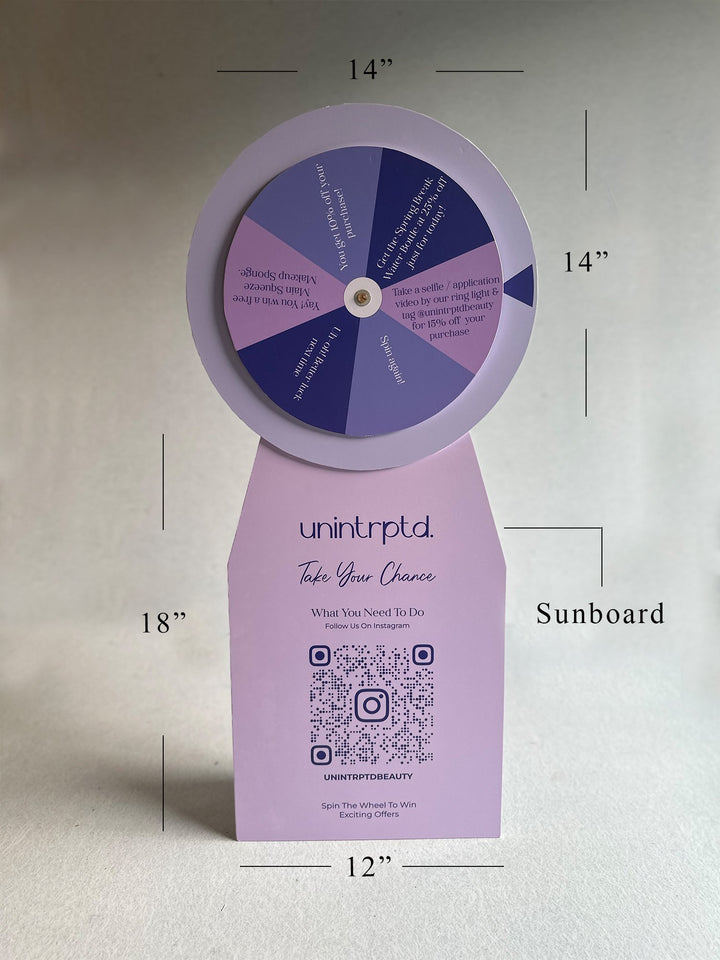 14”
You get 10% off your
purchase!
Get the Spring Break
Water Bottle at 25% off
just for today!
14”
Take a selfie / application
video by our ring light &
tag @unintrptdbeauty
for 15% off your
purchase
Yay! You win a free
Main Squeeze
Makeup Sponge.
Uh-oh! Better luck
next time
Spin again!
unintrptd.
Take Your Chance
What You Need To Do
Follow Us On Instagram
18”
Sunboard
UNINTRPTDBEAUTY
Spin The Wheel To Win
Exciting Offers
12”